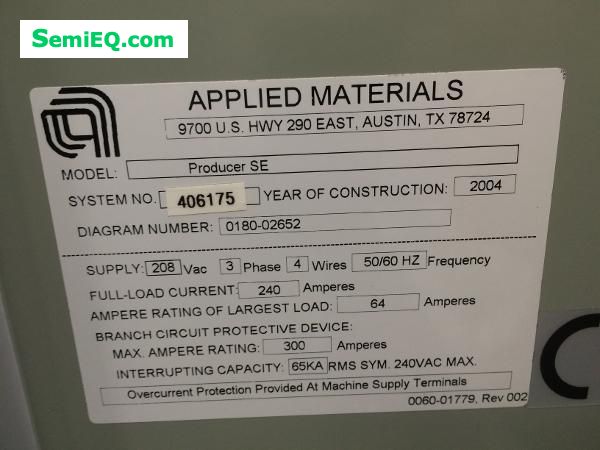 SemiEQ.com
APPLIED MATERIALS
9700 U.S. HWY 290 EAST, AUSTIN, TX 78724
MODEL: Producer SE
SYSTEM NO. 406175 YEAR OF CONSTRUCTION: 2004
DIAGRAM NUMBER: 0180-02652
SUPPLY: 208 Vac 3 Phase 4 Wires 50/60 HZ Frequency
FULL-LOAD CURRENT: 240 Amperes
AMPERE RATING OF LARGEST LOAD: 64 Amperes
BRANCH CIRCUIT PROTECTIVE DEVICE:
MAX. AMPERE RATING: 300 Amperes
INTERRUPTING CAPACITY: 65KA RMS SYM. 240VAC MAX.
Overcurrent Protection Provided At Machine Supply Terminals
0060-01779, Rev 002